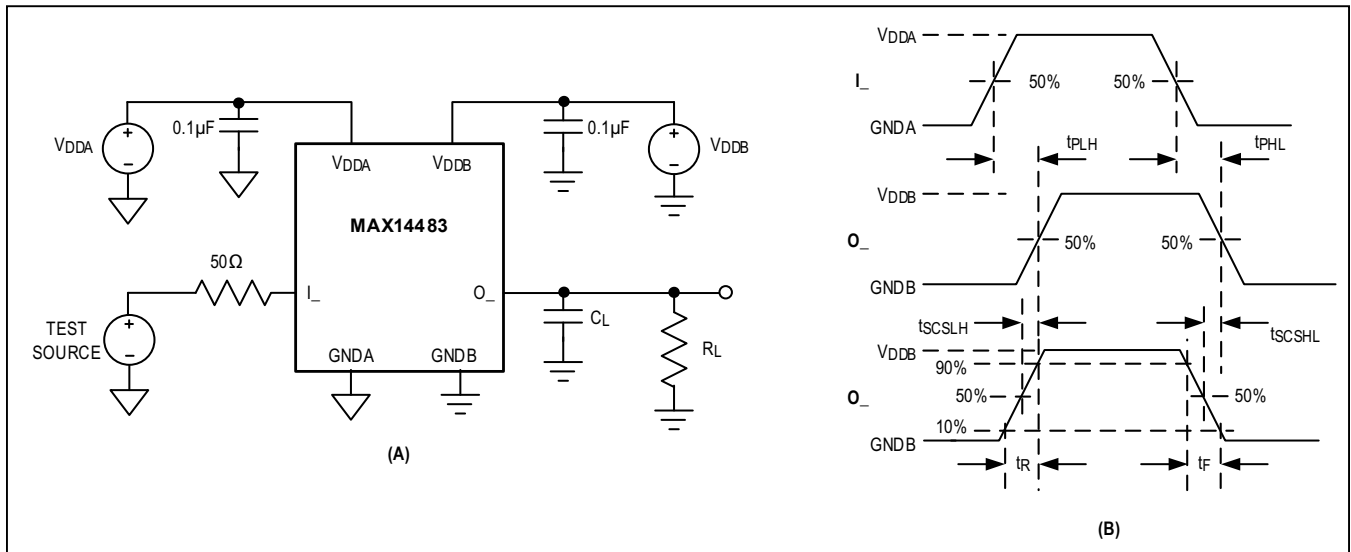 VDDA
0.1µF
0.1µF
VDDB
VDDA
VDDB
MAX14483
50Ω
I_
O_
TEST
SOURCE
GNDA
GNDB
CL
RL
(A)
VDDA
I_
50%
50%
GNDA
tPLH
tPHL
VDDB
O_
50%
50%
GNDB
tSCSLH
tSCSHL
VDDB
90%
50%
50%
O_
10%
GNDB
tR
tF
(B)